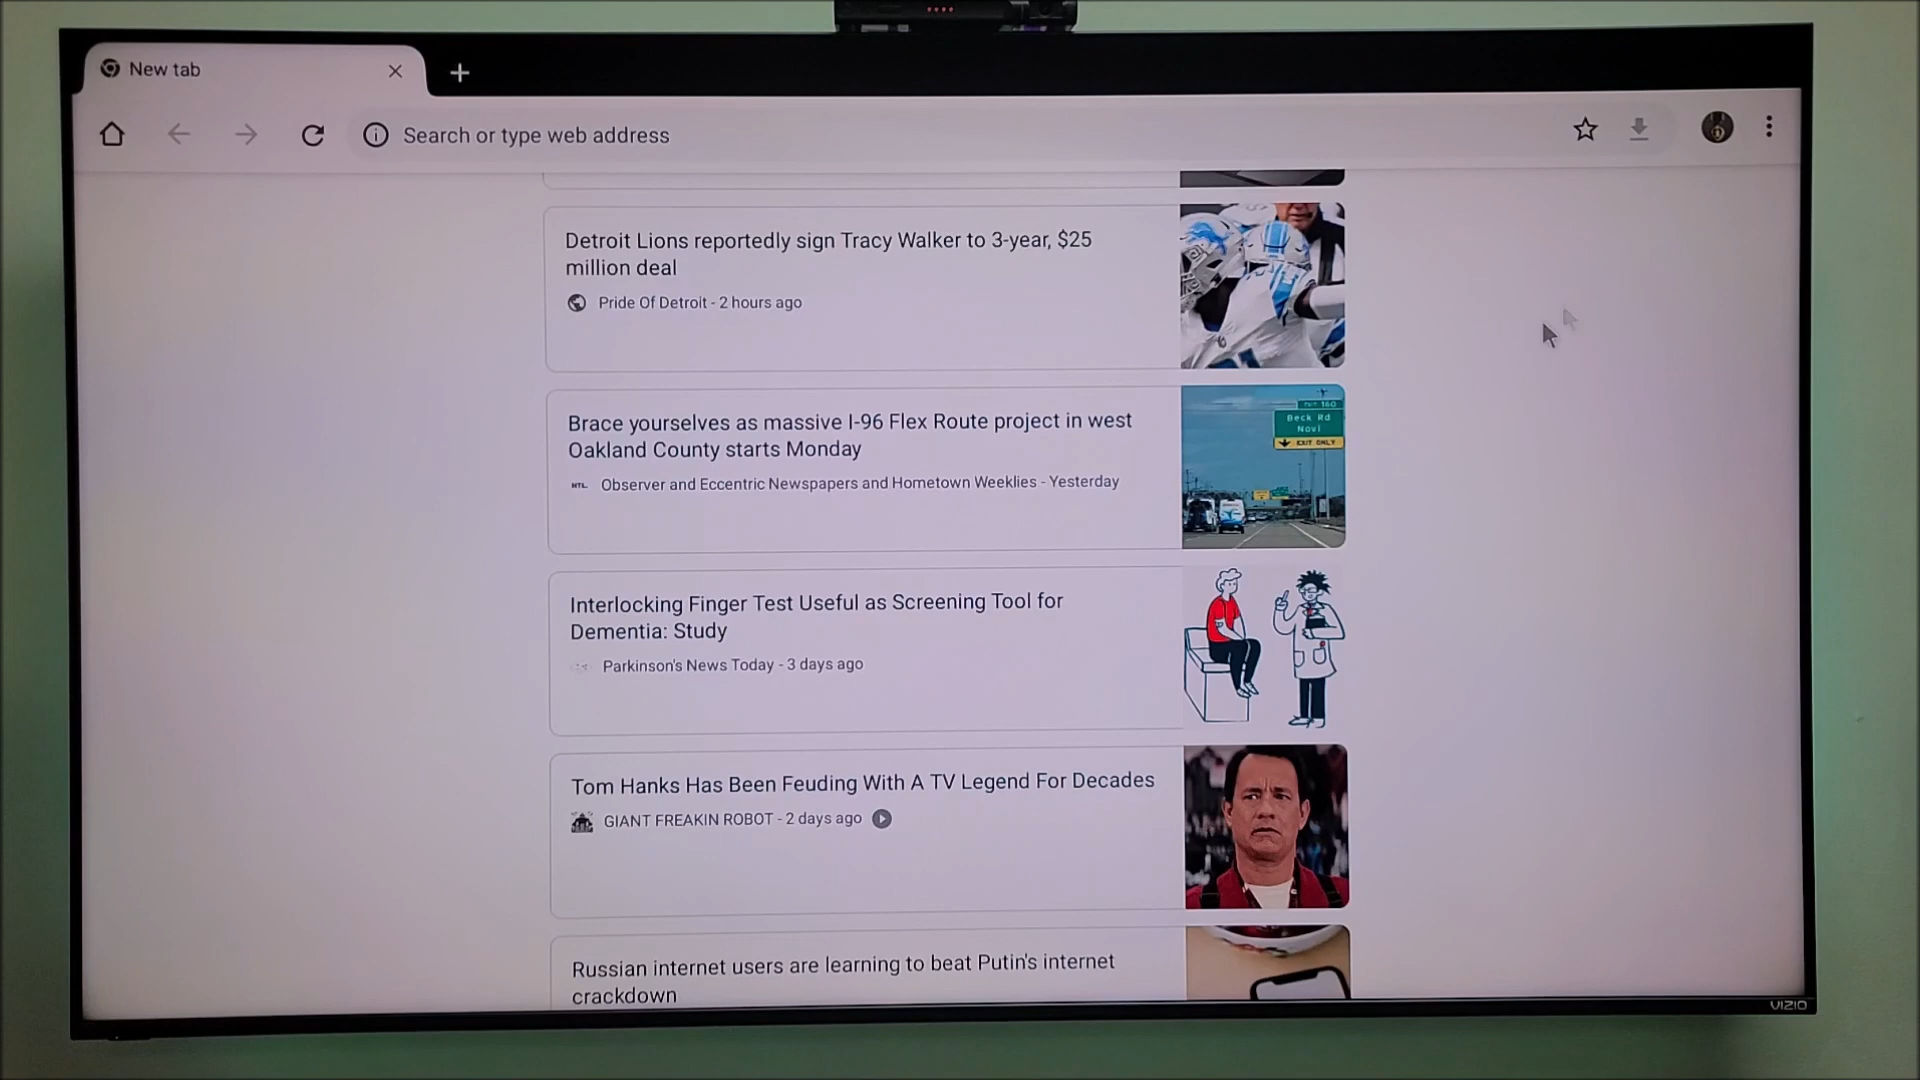 New tab
Search or type web address
Detroit Lions reportedly sign Tracy Walker to 3-year, $25
million deal
Pride Of Detroit - 2 hours ago
Brace yourselves as massive I-96 Flex Route project in west
Oakland County starts Monday
HTL
Observer and Eccentric Newspapers and Hometown Weeklies - Yesterday
EXIT 160
Beck Rd
Novi
EXIT ONLY
Interlocking Finger Test Useful as Screening Tool for
Dementia: Study
Parkinson's News Today - 3 days ago
Tom Hanks Has Been Feuding With A TV Legend For Decades
GIANT FREAKIN ROBOT - 2 days ago
Russian internet users are learning to beat Putin's internet
crackdown
VIZIO